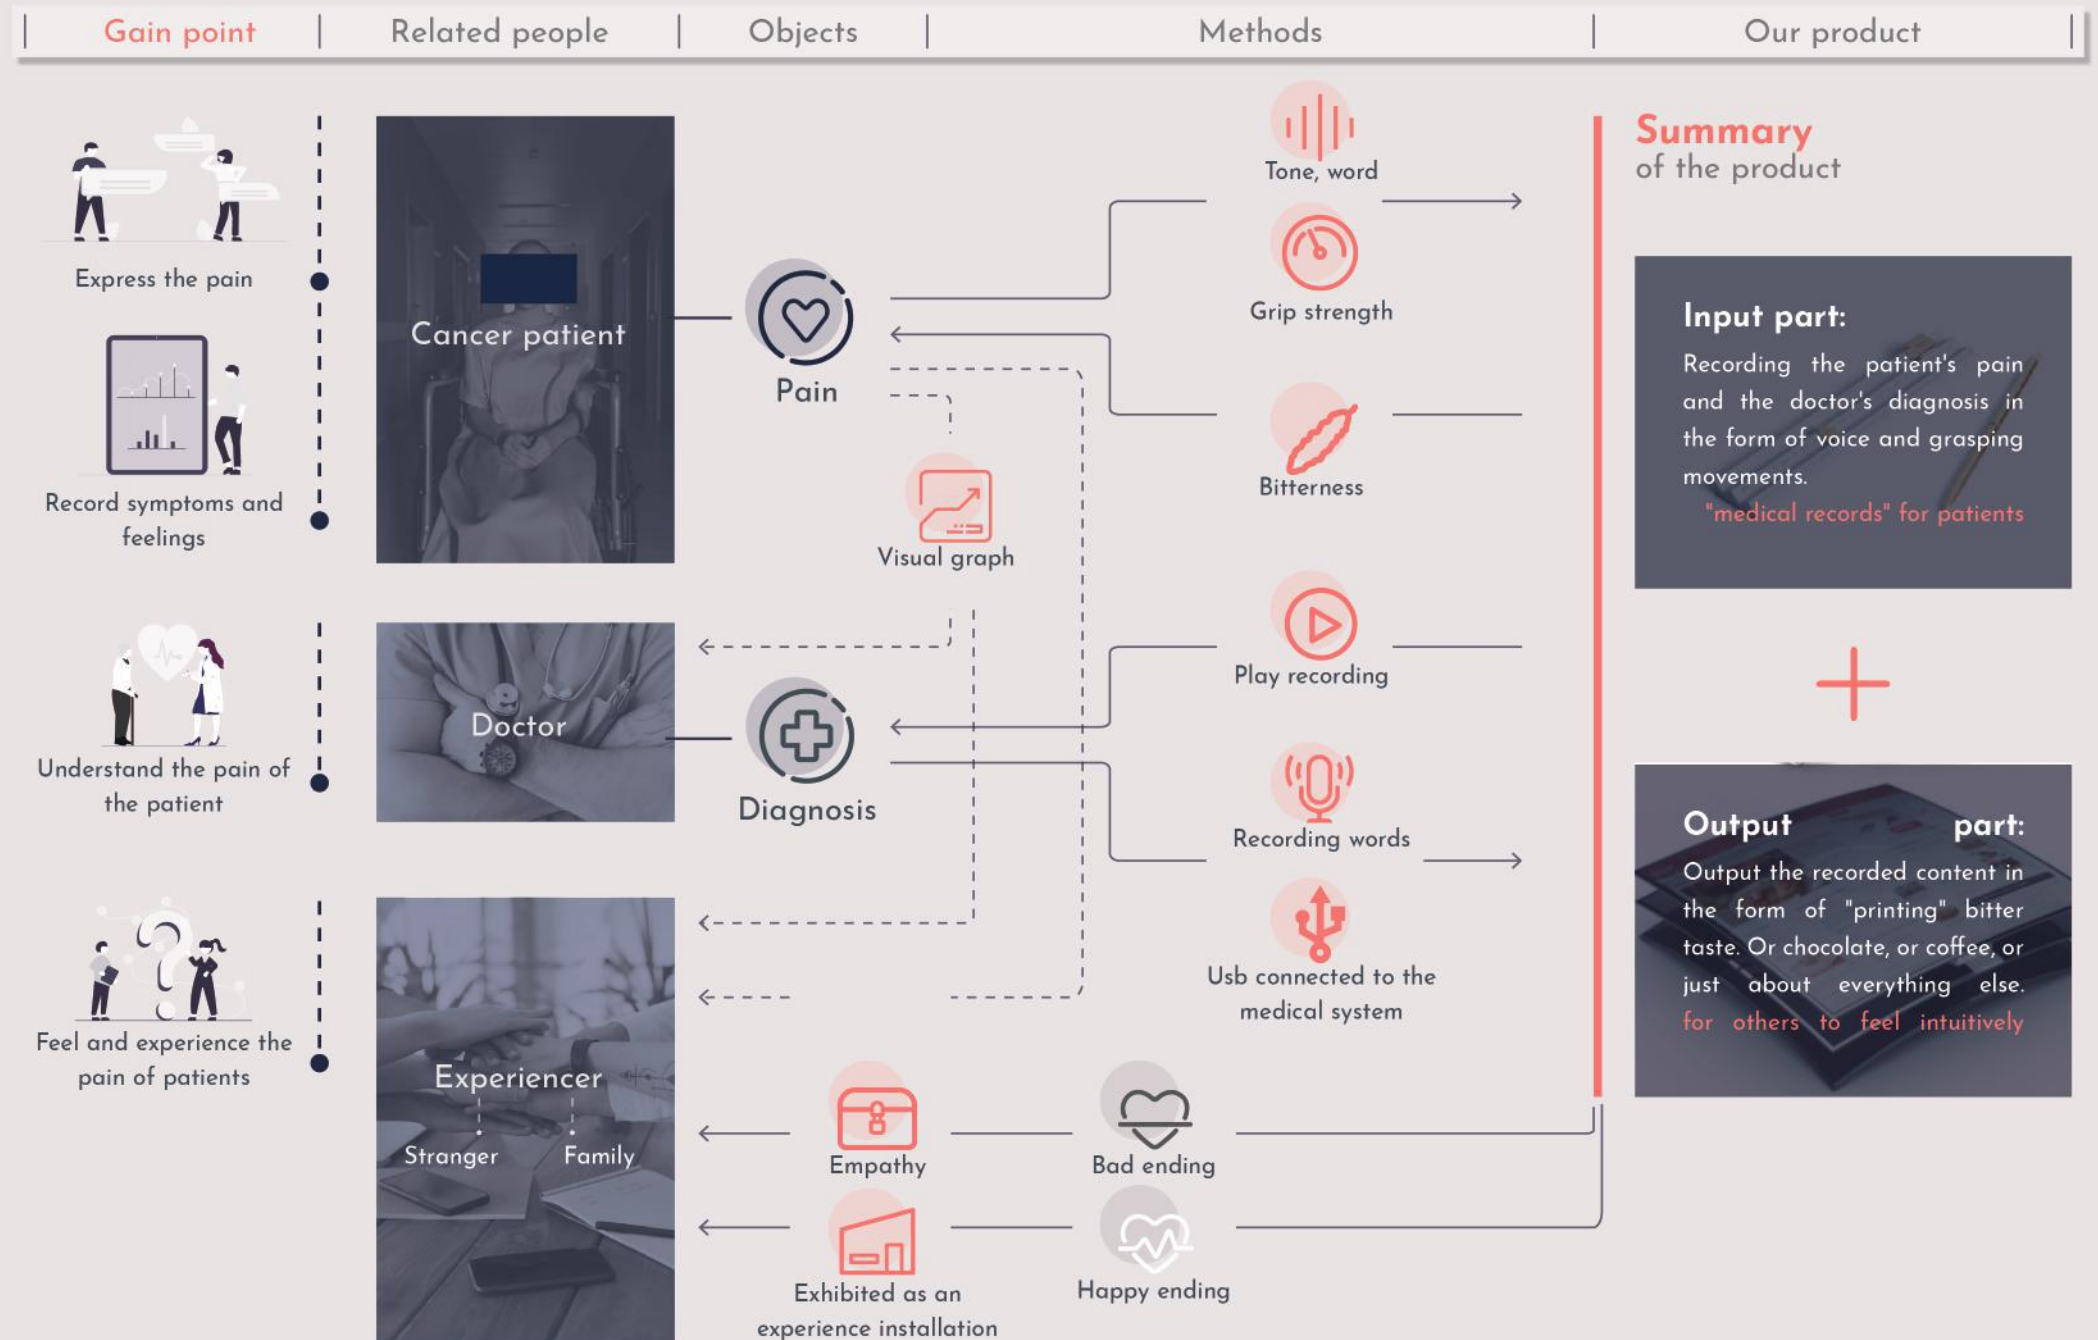 Gain point
Related people
Objects
Methods
Our product
Express the pain
Record symptoms and
feelings
Understand the pain of
the patient
Feel and experience the
pain of patients
Cancer patient
Doctor
Experiencer
Stranger
Family
Pain
Visual graph
Diagnosis
Tone, word
Grip strength
Bitterness
Play recording
Recording words
Usb connected to the
medical system
Empathy
Bad ending
Exhibited as an
experience installation
Happy ending
Summary
of the product
Input part:
Recording the patient's pain
and the doctor's diagnosis in
the form of voice and grasping
movements.
"medical records" for patients
Output part:
Output the recorded content in
the form of "printing" bitter
taste. Or chocolate, or coffee, or
just about everything else.
for others to feel intuitively